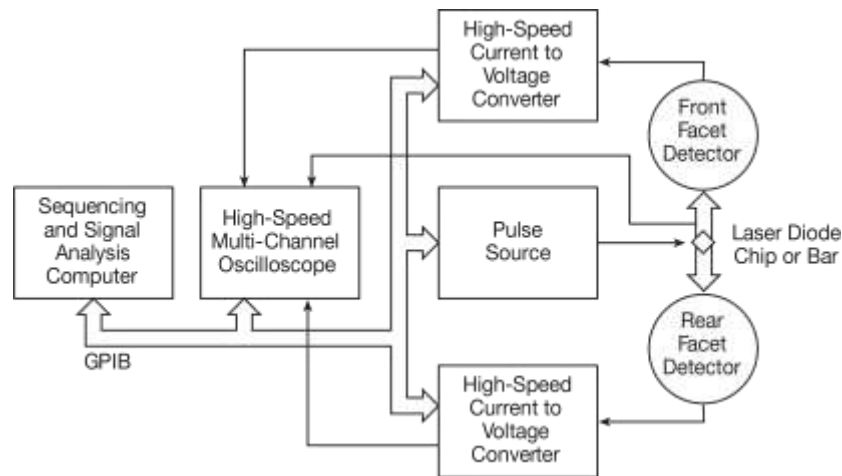 High-Speed
Current to
Voltage
Converter
Front
Facet
Detector
Sequencing
and Signal
Analysis
Computer
High-Speed
Multi-Channel
Oscilloscope
Pulse
Source
Laser Diode
Chip or Bar
Rear
Facet
Detector
GPIB
High-Speed
Current to
Voltage
Converter